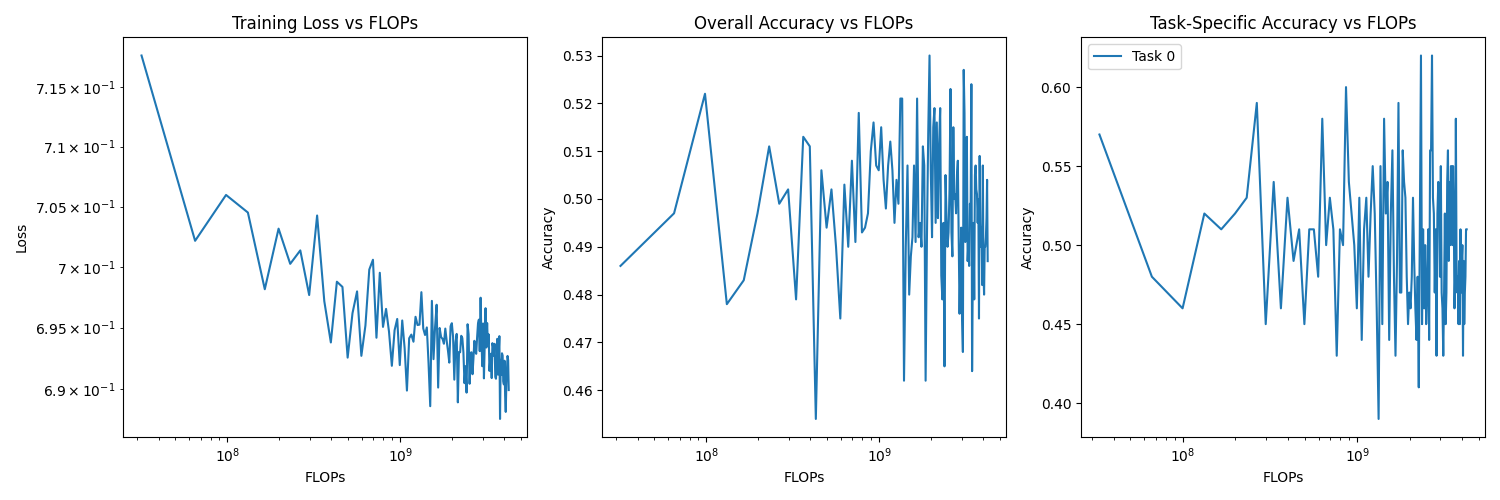 Training Loss vs FLOPs
7.15 × 10⁻¹
7.1 × 10⁻¹
7.05 × 10⁻¹
7 × 10⁻¹
6.95 × 10⁻¹
6.9 × 10⁻¹
Loss
10⁸
10⁹
FLOPs
Overall Accuracy vs FLOPs
0.53
0.52
0.51
0.50
0.49
0.48
0.47
0.46
Accuracy
10⁸
10⁹
FLOPs
Task-Specific Accuracy vs FLOPs
Task 0
0.60
0.55
0.50
0.45
0.40
Accuracy
10⁸
10⁹
FLOPs